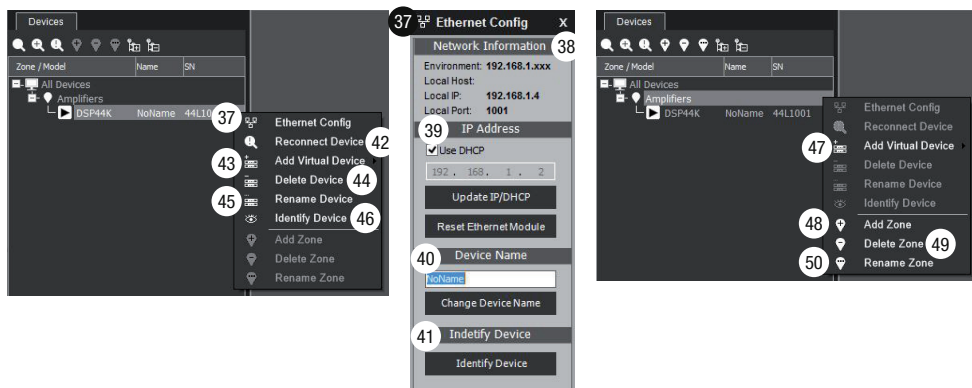 Devices
Zone / Model Name SN
All Devices
Amplifiers
DSP44K NoName 44L10
37 Ethernet Config
Reconnect Device 42
43 Add Virtual Device
Delete Device 44
45 Rename Device
Identify Device 46
Add Zone
Delete Zone
Rename Zone
37 Ethernet Config X
Network Information 38
Environment: 192.168.1.xxx
Local Host:
Local IP: 192.168.1.4
Local Port: 1001
39 IP Address
Use DHCP
192 . 168 . 1 . 2
Update IP/DHCP
Reset Ethernet Module
40 Device Name
NoName
Change Device Name
41 Indetify Device
Identify Device
Devices
Zone / Model Name SN
All Devices
Amplifiers
DSP44K NoName 44L1001
Ethernet Config
Reconnect Device
47 Add Virtual Device
Delete Device
Rename Device
Identify Device
48 Add Zone
Delete Zone 49
50 Rename Zone